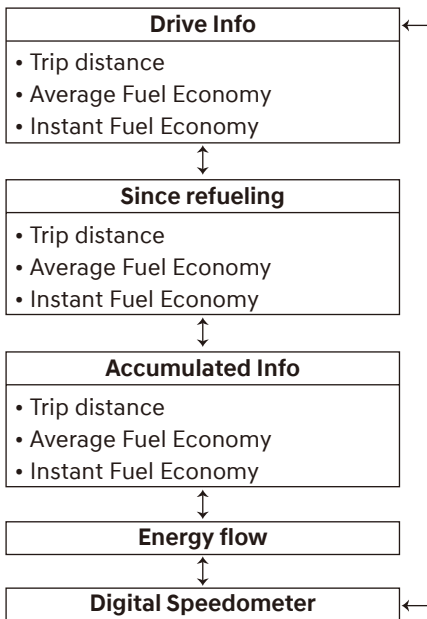 Drive Info
• Trip distance
• Average Fuel Economy
• Instant Fuel Economy
Since refueling
• Trip distance
• Average Fuel Economy
• Instant Fuel Economy
Accumulated Info
• Trip distance
• Average Fuel Economy
• Instant Fuel Economy
Energy flow
Digital Speedometer